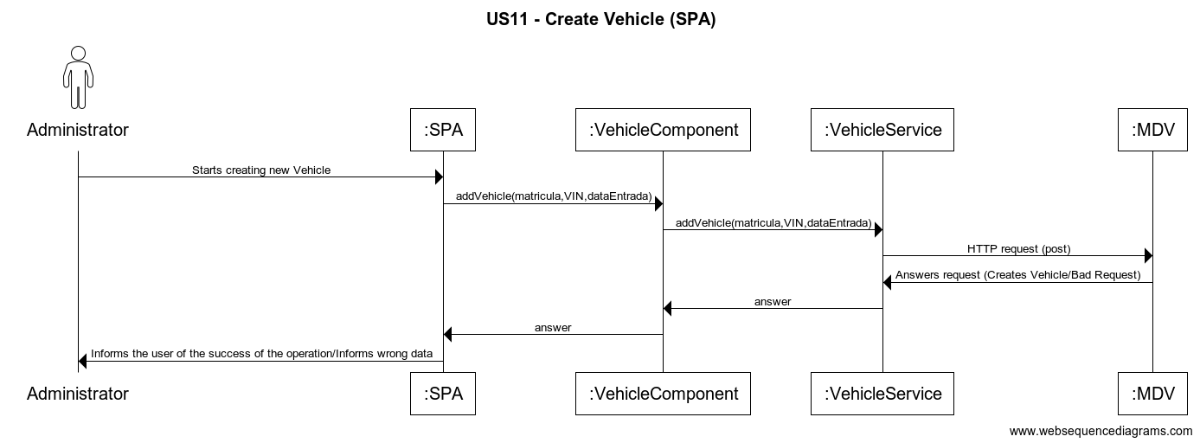 US11 - Create Vehicle (SPA)
Administrator
:SPA
:VehicleComponent
:VehicleService
:MDV
Starts creating new Vehicle
addVehicle(matricula,VIN,dataEntrada)
addVehicle(matricula,VIN,dataEntrada)
HTTP request (post)
Answers request (Creates Vehicle/Bad Request)
answer
answer
Informs the user of the success of the operation/Informs wrong data
Administrator
:SPA
:VehicleComponent
:VehicleService
:MDV
www.websequencediagrams.com